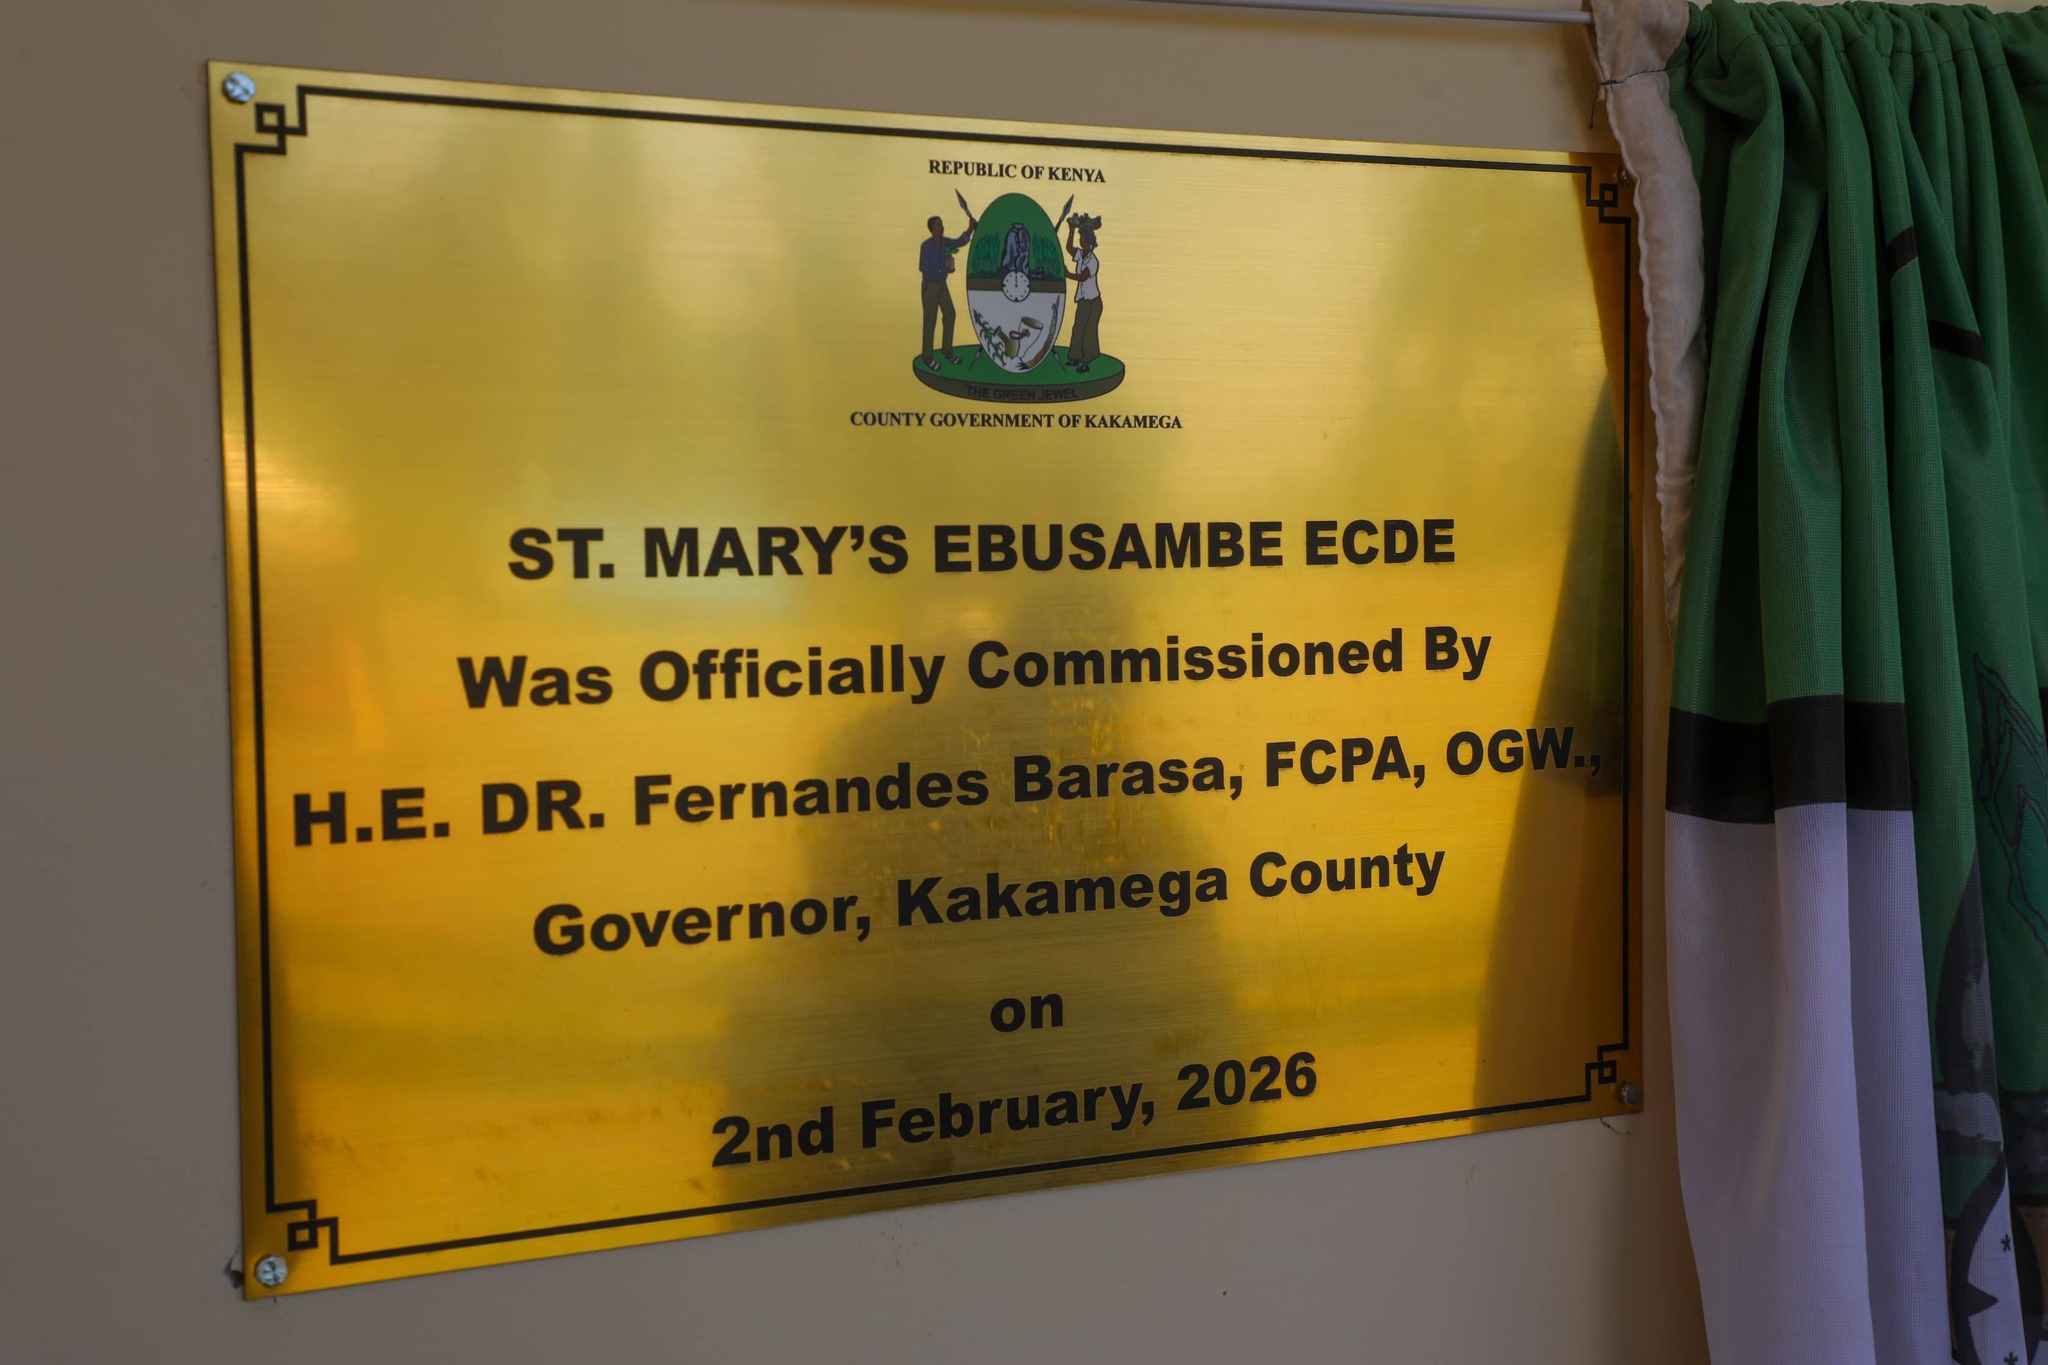 REPUBLIC OF KENYA
THE GREEN JEWEL
COUNTY GOVERNMENT OF KAKAMEGA
ST. MARY’S EBUSAMBE ECDE
Was Officially Commissioned By
H.E. DR. Fernandes Barasa, FCPA, OGW.,
Governor, Kakamega County
on
2nd February, 2026